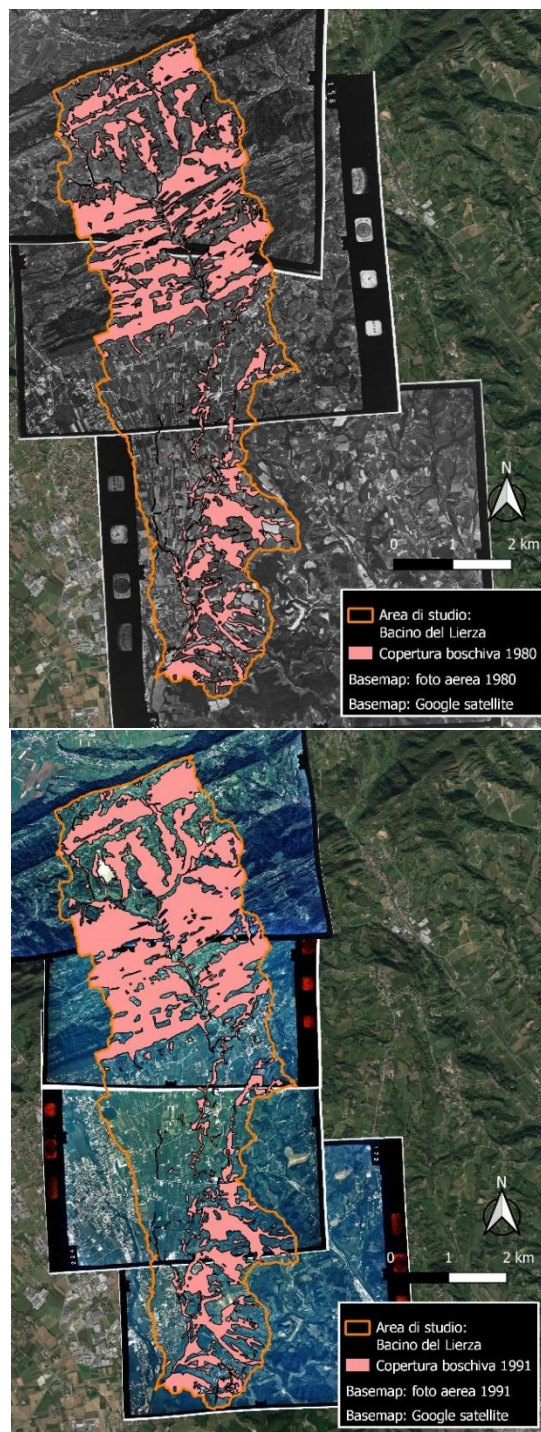 N
0 1 2 km
Area di studio:
Bacino del Lierza
Copertura boschiva 1980
Basemap: foto aerea 1980
Basemap: Google satellite
N
0 1 2 km
Area di studio:
Bacino del Lierza
Copertura boschiva 1991
Basemap: foto aerea 1991
Basemap: Google satellite